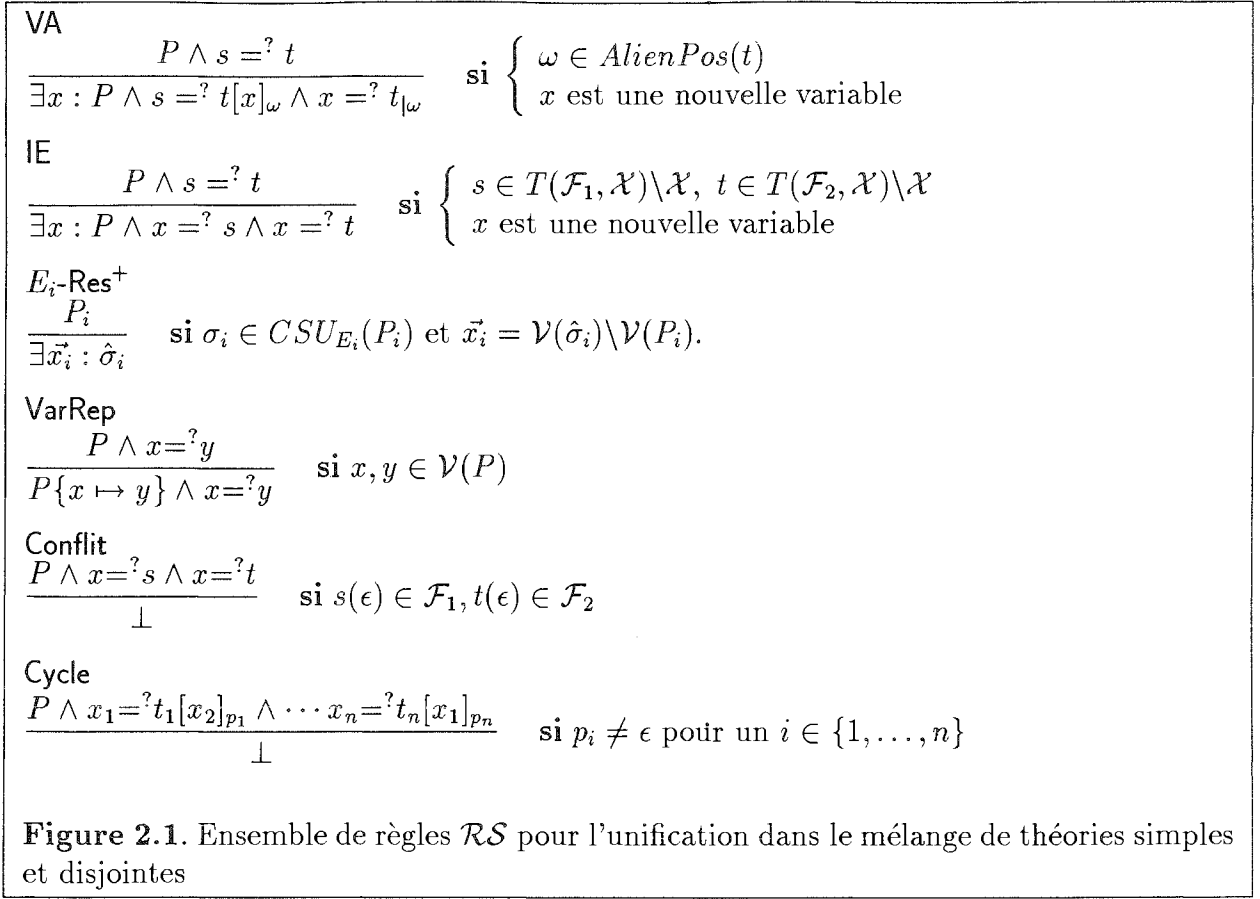 VA
P ∧ s =? t
∃x : P ∧ s =? t[x]ω ∧ x =? t|ω
si { ω ∈ AlienPos(t)
x est une nouvelle variable
IE
P ∧ s =? t
∃x : P ∧ x =? s ∧ x =? t
si { s ∈ T(ℱ1, 𝒳)\𝒳, t ∈ T(ℱ2, 𝒳)\𝒳
x est une nouvelle variable
Ei-Res+
Pi
∃x⃗i : σ̂i
si σi ∈ CSUEi(Pi) et x⃗i = 𝒱(σ̂i)\𝒱(Pi).
VarRep
P ∧ x=?y
P{x ↦ y} ∧ x=?y
si x, y ∈ 𝒱(P)
Conflit
P ∧ x=?s ∧ x=?t
⊥
si s(ϵ) ∈ ℱ1, t(ϵ) ∈ ℱ2
Cycle
P ∧ x1=?t1[x2]p1 ∧ ··· xn=?tn[x1]pn
⊥
si pi ≠ ϵ pour un i ∈ {1, . . . , n}
Figure 2.1. Ensemble de règles ℛ𝒮 pour l'unification dans le mélange de théories simples
et disjointes